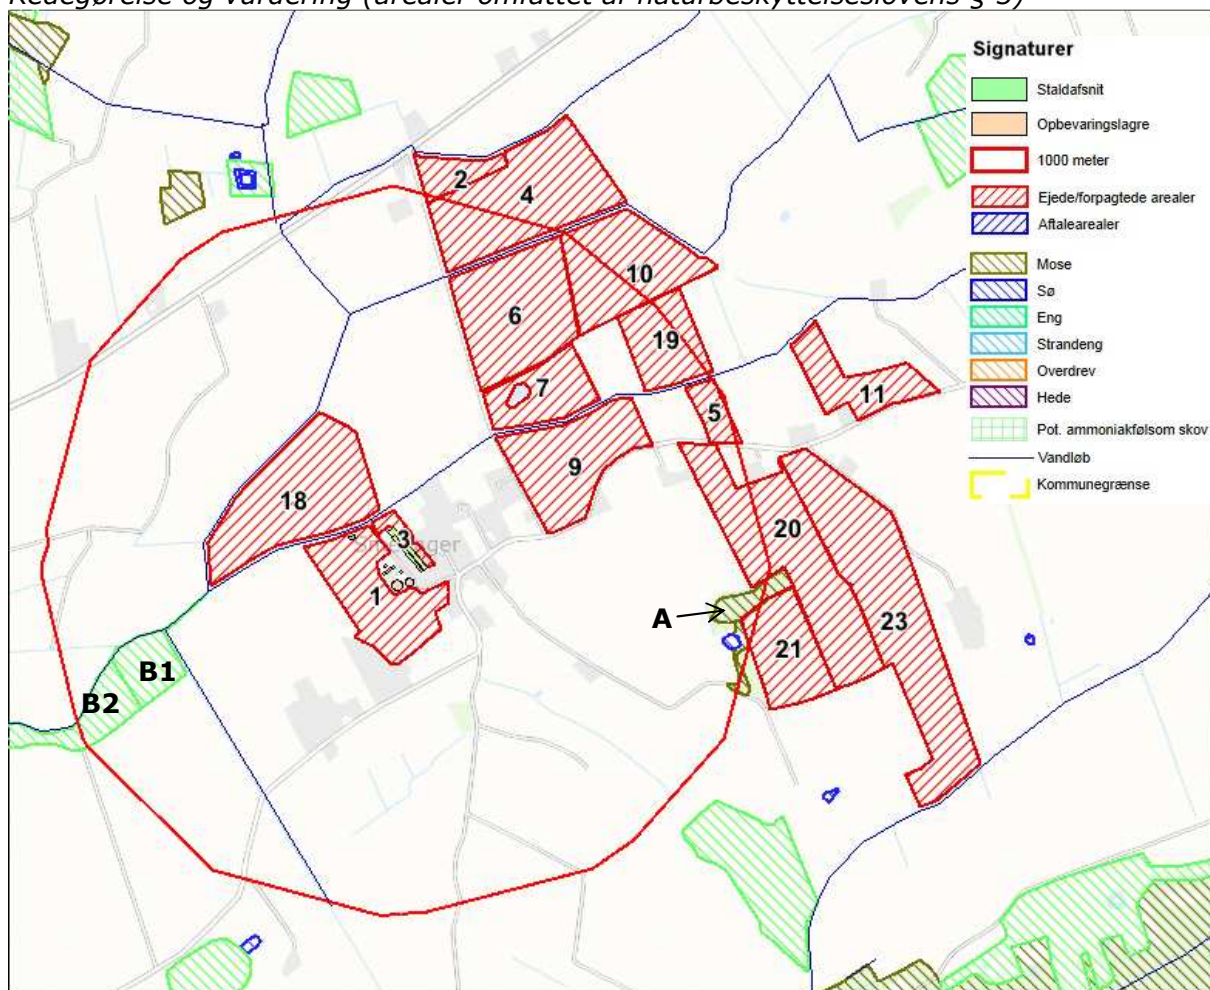 Redegørelse og vurdering (arealer omfattet af naturbeskyttelseslovens § 3)
Signaturer
Staldafsnit
Opbevaringslagre
1000 meter
Ejede/forpagtede arealer
Aftalearealer
Mose
Sø
Eng
Strandeng
Overdrev
Hede
Pot. ammoniakfølsom skov
Vandløb
Kommunegrænse
2
4
10
6
19
7
11
5
9
18
20
3
1
A
23
21
B1
B2